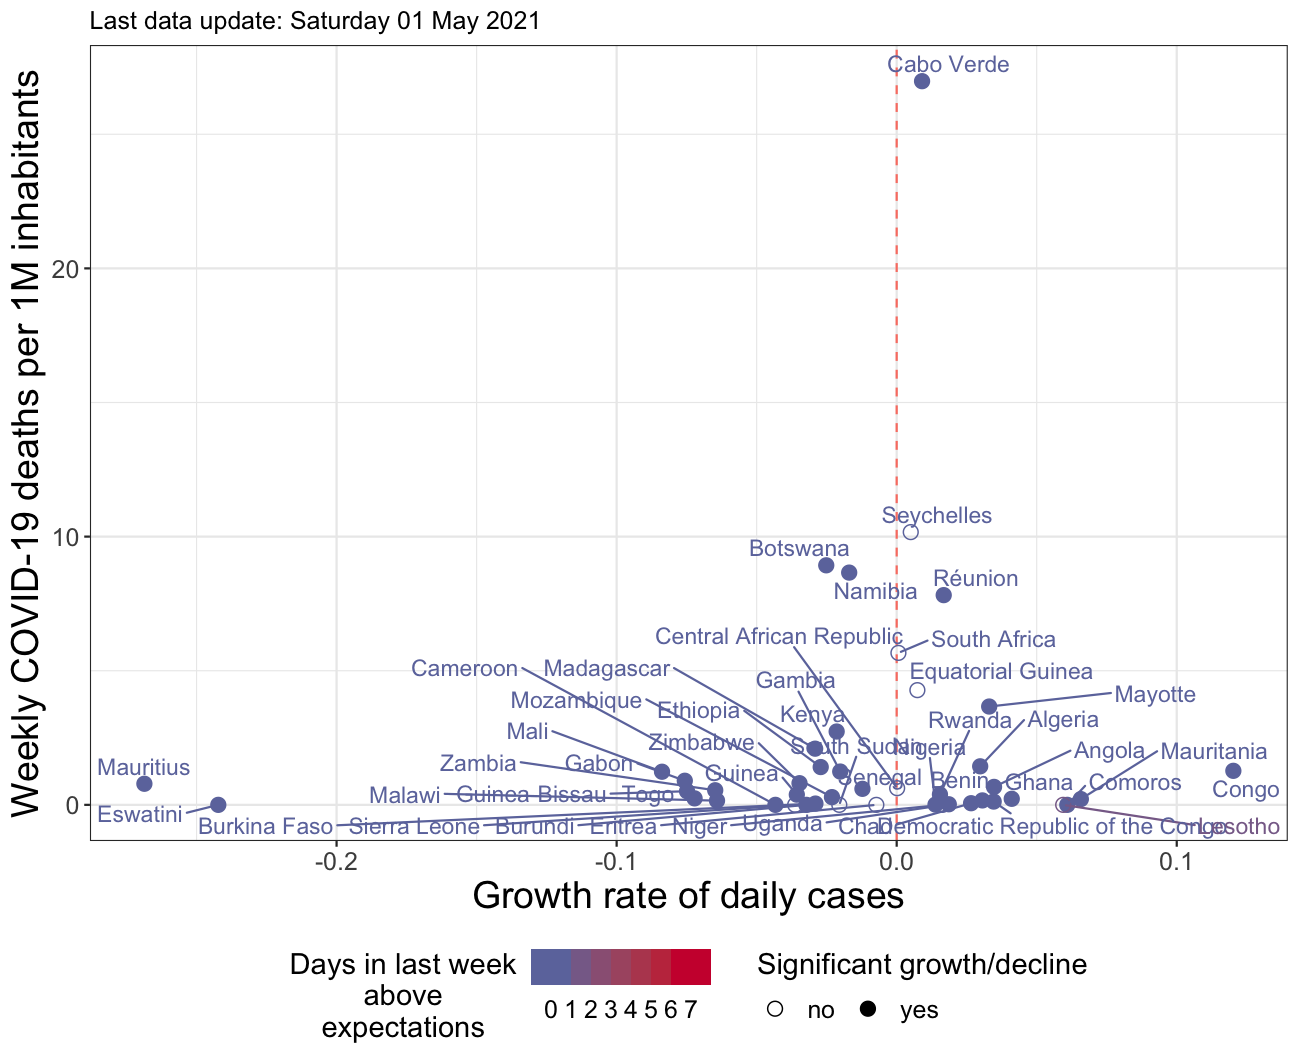 Last data update: Saturday 01 May 2021
Weekly COVID-19 deaths per 1M inhabitants
20
10
0
Cabo Verde
Seychelles
Botswana
Namibia
Réunion
Central African Republic
South Africa
Cameroon
Madagascar
Equatorial Guinea
Gambia
Mayotte
Mozambique
Ethiopia
Kenya
Rwanda
Algeria
Mali
Zimbabwe
South Sudan
Nigeria
Angola
Mauritania
Zambia
Gabon
Guinea
Senegal
Benin
Ghana
Comoros
Congo
Mauritius
Malawi
Guinea Bissau
Togo
Eswatini
Burkina Faso
Sierra Leone
Burundi
Eritrea
Niger
Uganda
Chad
Democratic Republic of the Congo
Lesotho
-0.2
-0.1
0.0
0.1
Growth rate of daily cases
Days in last week
above
expectations
0 1 2 3 4 5 6 7
Significant growth/decline
no
yes